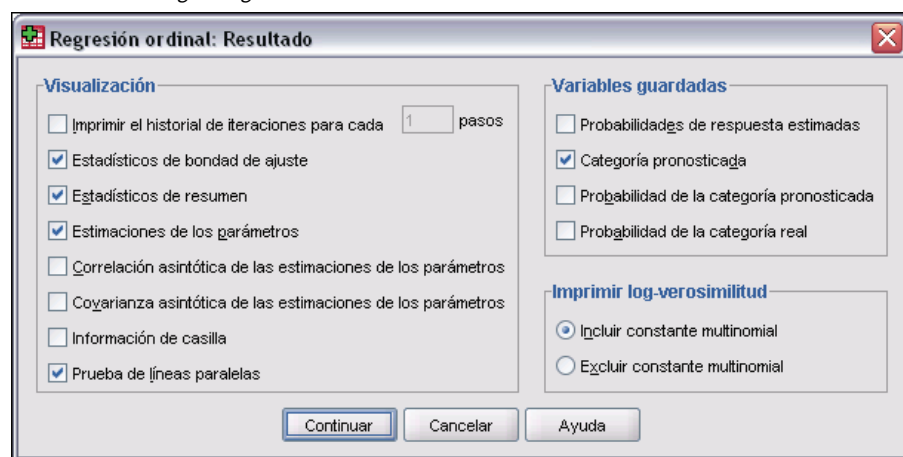 Regresión ordinal: Resultado
Visualización
Imprimir el historial de iteraciones para cada 1 pasos
Estadísticos de bondad de ajuste
Estadísticos de resumen
Estimaciones de los parámetros
Correlación asintótica de las estimaciones de los parámetros
Covarianza asintótica de las estimaciones de los parámetros
Información de casilla
Prueba de líneas paralelas
Variables guardadas
Probabilidades de respuesta estimadas
Categoría pronosticada
Probabilidad de la categoría pronosticada
Probabilidad de la categoría real
Imprimir log-verosimilitud
Incluir constante multinomial
Excluir constante multinomial
Continuar Cancelar Ayuda